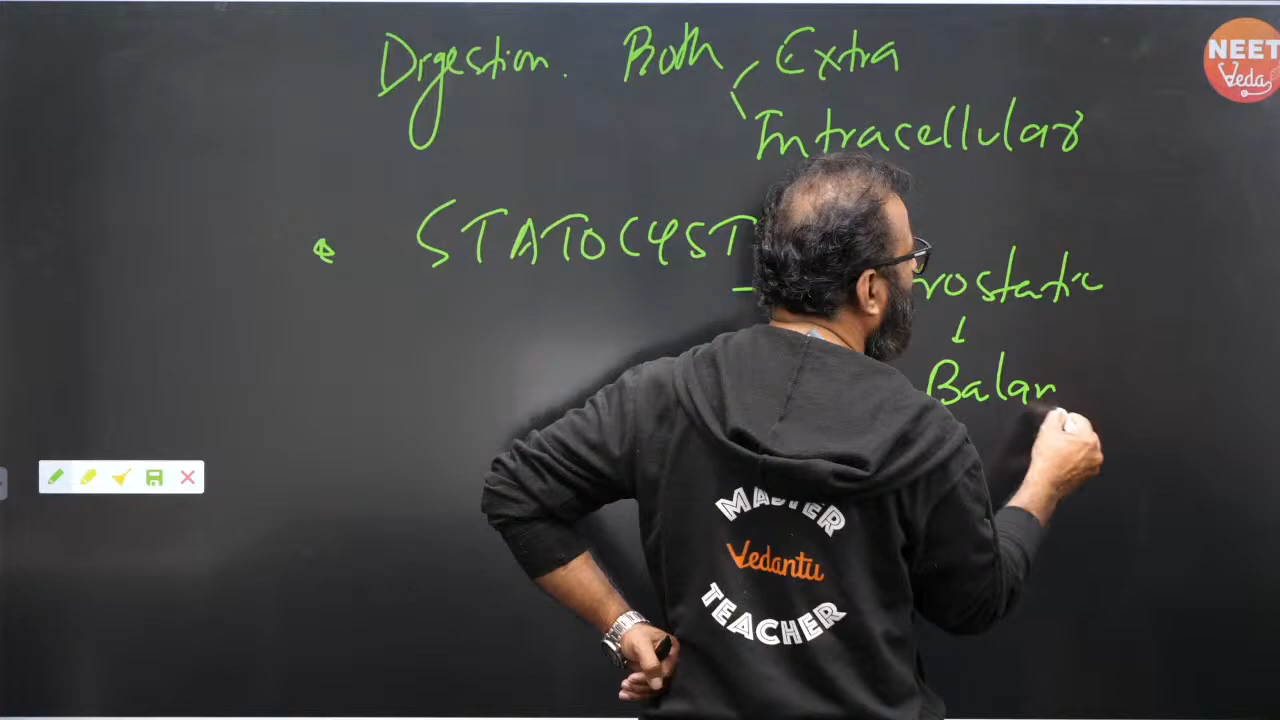 Digestion. Both Extra
Intracellular
STATOCYST
rostatic
Balan
NEET
Veda
MASTER
Vedantu
TEACHER